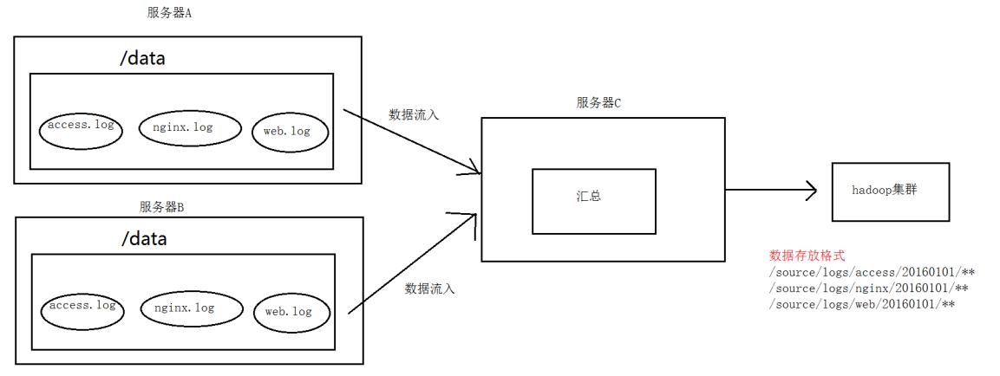 服务器A
/data
access.log
nginx.log
web.log
数据流入
服务器B
/data
access.log
nginx.log
web.log
数据流入
服务器C
汇总
hadoop集群
数据存放格式
/source/logs/access/20160101/**
/source/logs/nginx/20160101/**
/source/logs/web/20160101/**